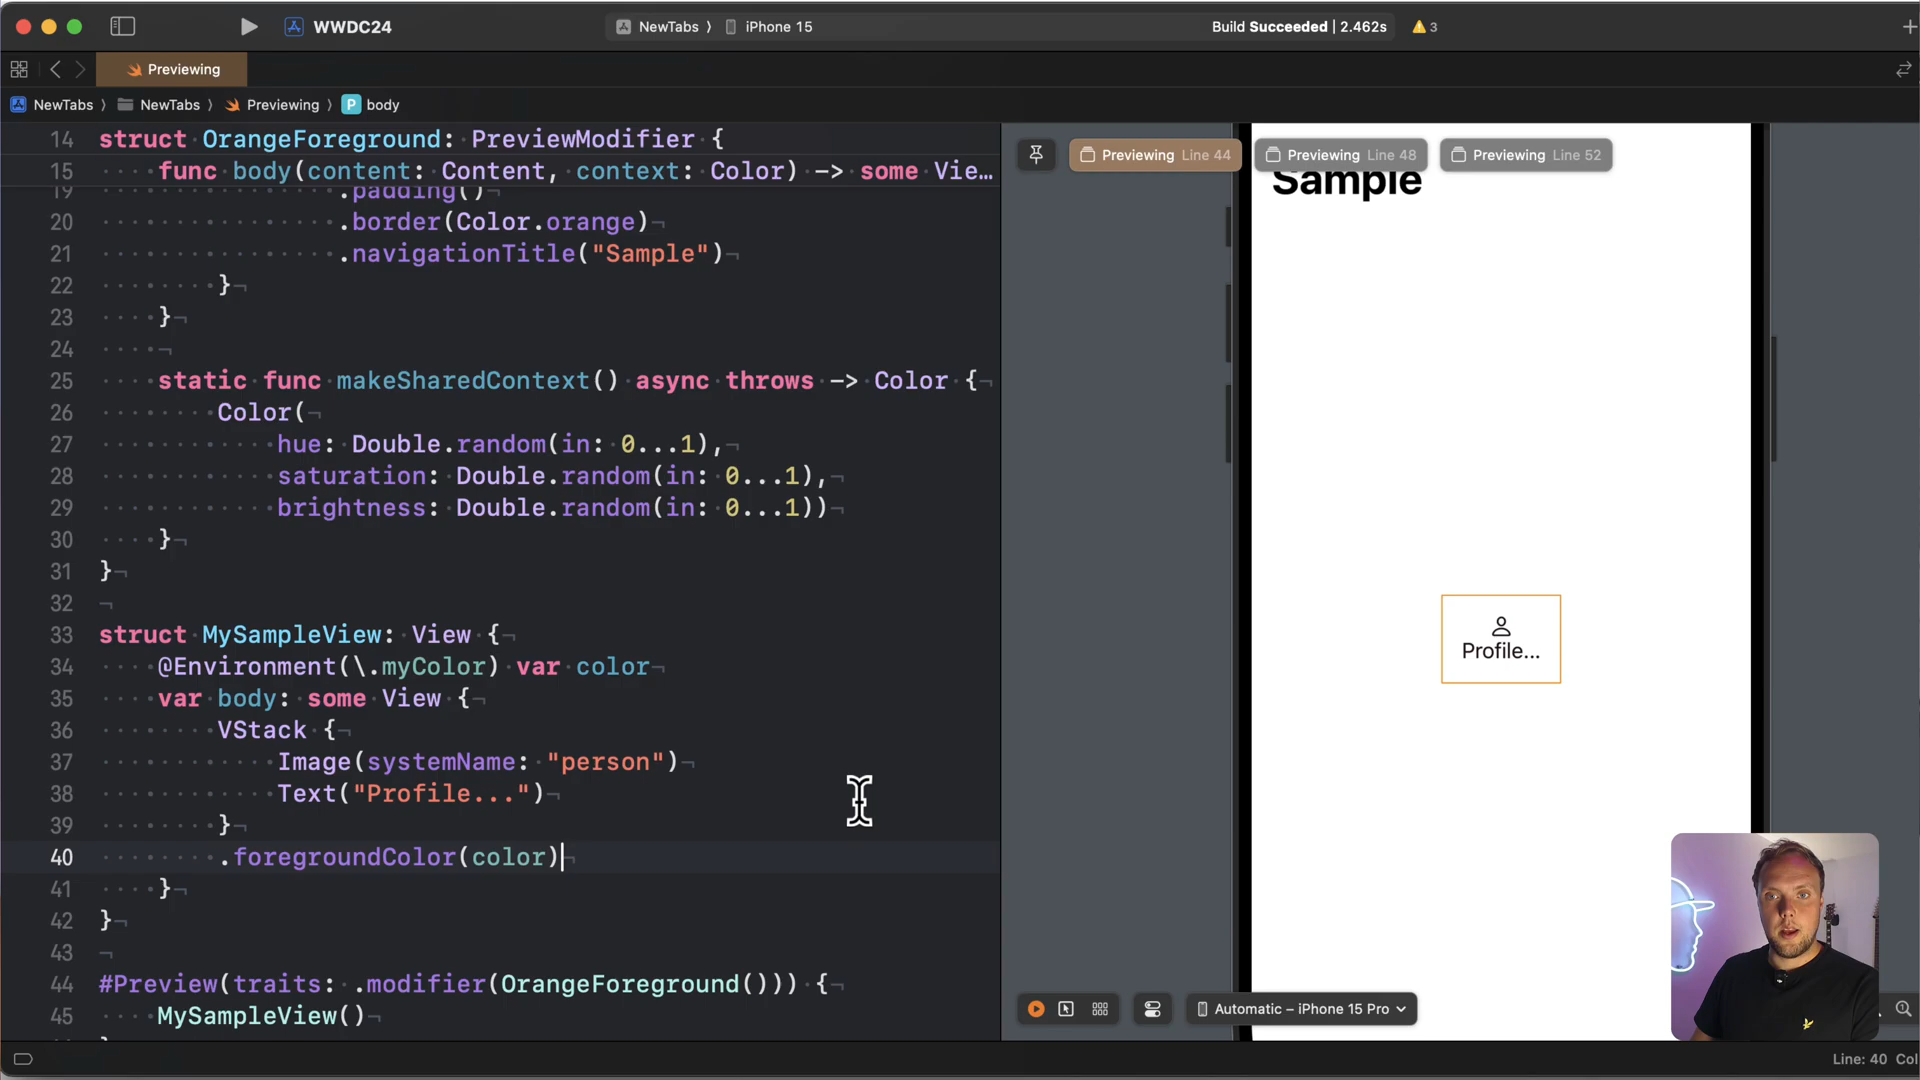 WWDC24
NewTabs 〉 iPhone 15
Build Succeeded | 2.462s
3
Previewing
NewTabs 〉 NewTabs 〉 Previewing 〉 P body
14 struct OrangeForeground: PreviewModifier {
15 func body(content: Content, context: Color) -> some Vie…
19 .padding()
20 .border(Color.orange)
21 .navigationTitle("Sample")
22 }
23 }
24
25 static func makeSharedContext() async throws -> Color {
26 Color(
27 hue: Double.random(in: 0...1),
28 saturation: Double.random(in: 0...1),
29 brightness: Double.random(in: 0...1))
30 }
31 }
32
33 struct MySampleView: View {
34 @Environment(\.myColor) var color
35 var body: some View {
36 VStack {
37 Image(systemName: "person")
38 Text("Profile...")
39 }
40 .foregroundColor(color)
41 }
42 }
43
44 #Preview(traits: .modifier(OrangeForeground())) {
45 MySampleView()
Previewing Line 44
Previewing Line 48
Previewing Line 52
Sample
Profile...
Automatic – iPhone 15 Pro
Line: 40 Col